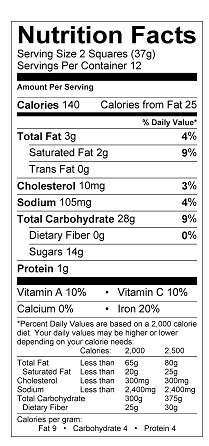 Nutrition Facts
Serving Size 2 Squares (37g)
Servings Per Container 12
Amount Per Serving
Calories 140 Calories from Fat 25
% Daily Value*
Total Fat 3g 4%
Saturated Fat 2g 9%
Trans Fat 0g
Cholesterol 10mg 3%
Sodium 105mg 4%
Total Carbohydrate 28g 9%
Dietary Fiber 0g 0%
Sugars 14g
Protein 1g
Vitamin A 10% • Vitamin C 10%
Calcium 0% • Iron 20%
*Percent Daily Values are based on a 2,000 calorie
diet. Your daily values may be higher or lower
depending on your calorie needs:
Calories: 2,000 2,500
Total Fat Less than 65g 80g
Saturated Fat Less than 20g 25g
Cholesterol Less than 300mg 300mg
Sodium Less than 2,400mg 2,400mg
Total Carbohydrate 300g 375g
Dietary Fiber 25g 30g
Calories per gram:
Fat 9 • Carbohydrate 4 • Protein 4